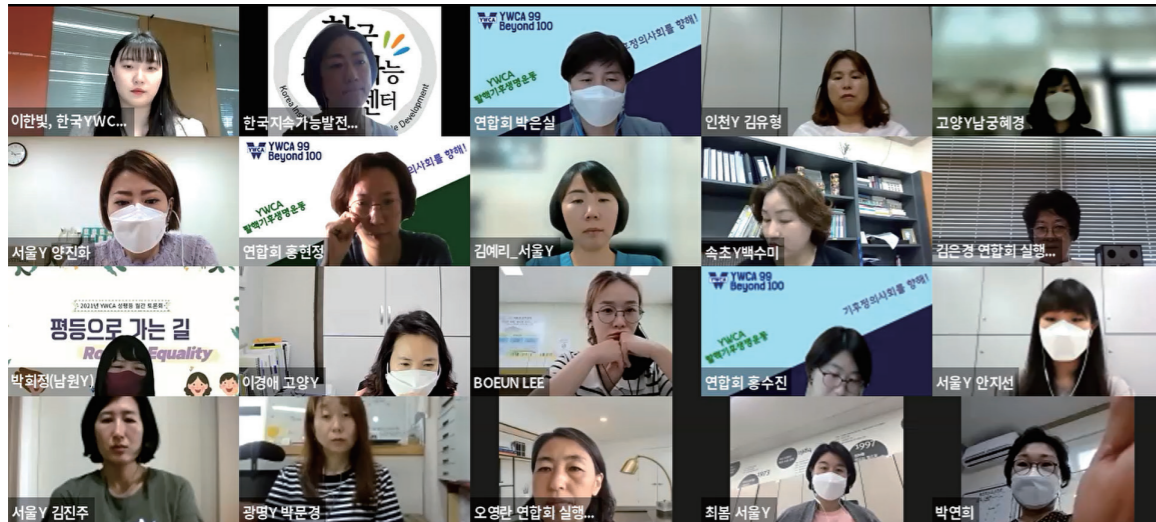 이한빛, 한국YWC...
한국
가능
센터
Development
한국지속가능발전...
YWCA 99
Beyond 100
후정의사회를 향해!
YWCA
탈핵기후생명운동
연합회 박은실
인천Y 김유형
고양Y남궁혜경
서울Y 양진화
YWCA 99
Beyond 100
의사회를 향해!
YWCA
탈핵기후생명운동
연합회 홍현정
김예리_서울Y
속초Y백수미
김은경 연합회 실행...
2021년 YWCA 성평등 월간 토론회
평등으로 가는 길
Equality
박희정(남원Y)
이경애 고양Y
BOEUN LEE
YWCA 99
Beyond 100
기후정의사회를 향해!
YWCA
탈핵기후생명운동
연합회 홍수진
서울Y 안지선
서울Y 김진주
광명Y 박문경
오영란 연합회 실행...
1973
1997
최봄 서울Y
박연희